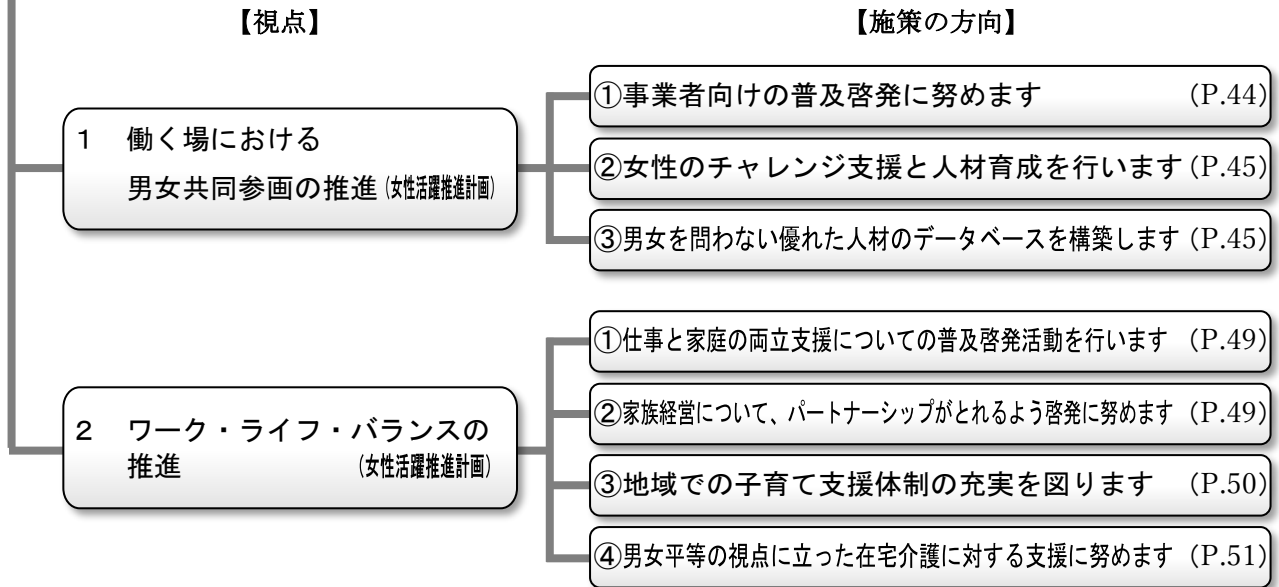 【視点】 【施策の方向】
1 働く場における
男女共同参画の推進(女性活躍推進計画)
①事業者向けの普及啓発に努めます (P.44)
②女性のチャレンジ支援と人材育成を行います(P.45)
③男女を問わない優れた人材のデータベースを構築します(P.45)
2 ワーク・ライフ・バランスの
推進 (女性活躍推進計画)
①仕事と家庭の両立支援についての普及啓発活動を行います (P.49)
②家族経営について、パートナーシップがとれるよう啓発に努めます(P.49)
③地域での子育て支援体制の充実を図ります (P.50)
④男女平等の視点に立った在宅介護に対する支援に努めます(P.51)